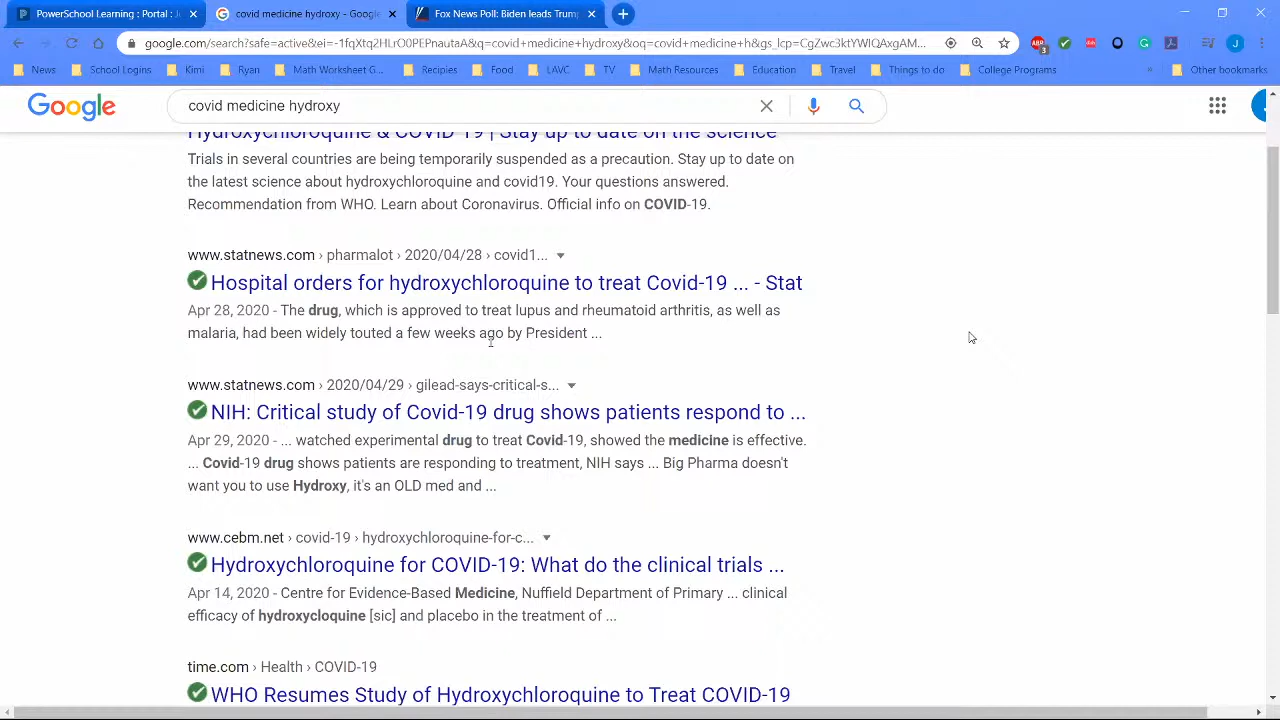 PowerSchool Learning : Portal : J
covid medicine hydroxy - Google
Fox News Poll: Biden leads Trump
google.com/search?safe=active&ei=-1fqXtq2HLrO0PEPnautaA&q=covid+medicine+hydroxy&oq=covid+medicine+h&gs_lcp=CgZwc3ktYWIQAxgAM...
News
School Logins
Kimi
Ryan
Math Worksheet G...
Recipies
Food
LAVC
TV
Math Resources
Education
Travel
Things to do
College Programs
Other bookmarks
Google
covid medicine hydroxy
Hydroxychloroquine & COVID-19 | Stay up to date on the science
Trials in several countries are being temporarily suspended as a precaution. Stay up to date on
the latest science about hydroxychloroquine and covid19. Your questions answered.
Recommendation from WHO. Learn about Coronavirus. Official info on COVID-19.
www.statnews.com › pharmalot › 2020/04/28 › covid1...
Hospital orders for hydroxychloroquine to treat Covid-19 ... - Stat
Apr 28, 2020 - The drug, which is approved to treat lupus and rheumatoid arthritis, as well as
malaria, had been widely touted a few weeks ago by President ...
www.statnews.com › 2020/04/29 › gilead-says-critical-s...
NIH: Critical study of Covid-19 drug shows patients respond to ...
Apr 29, 2020 - ... watched experimental drug to treat Covid-19, showed the medicine is effective.
... Covid-19 drug shows patients are responding to treatment, NIH says ... Big Pharma doesn't
want you to use Hydroxy, it's an OLD med and ...
www.cebm.net › covid-19 › hydroxychloroquine-for-c...
Hydroxychloroquine for COVID-19: What do the clinical trials ...
Apr 14, 2020 - Centre for Evidence-Based Medicine, Nuffield Department of Primary ... clinical
efficacy of hydroxycloquine [sic] and placebo in the treatment of ...
time.com › Health › COVID-19
WHO Resumes Study of Hydroxychloroquine to Treat COVID-19